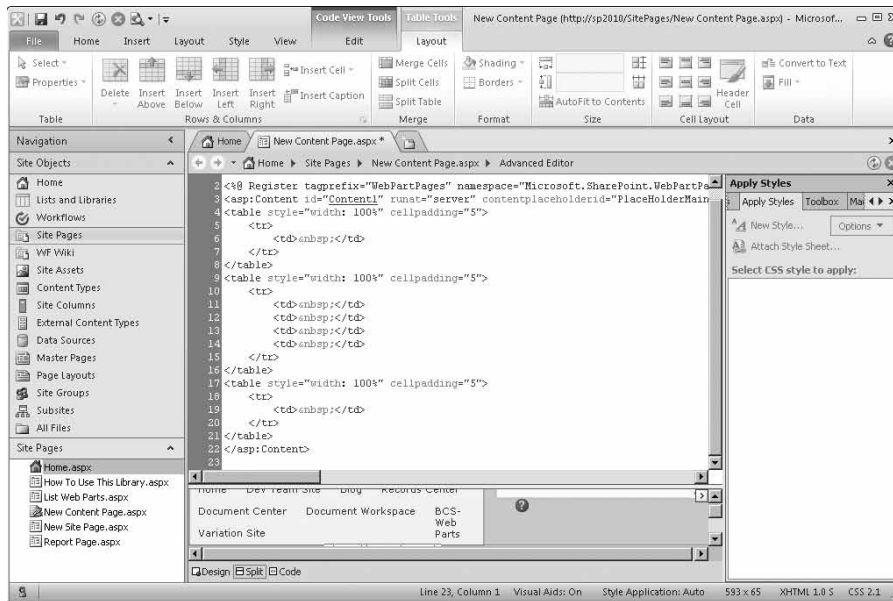 Code View Tools Table Tools New Content Page (http://sp2010/SitePages/New Content Page.aspx) - Microsof...
File Home Insert Layout Style View Edit Layout
Select
Properties
Table
Delete
Insert Above
Insert Below
Insert Left
Insert Right
Insert Cell
Insert Caption
Rows & Columns
Merge Cells
Split Cells
Split Table
Merge
Shading
Borders
Format
AutoFit to Contents
Size
Header Cell
Cell Layout
Convert to Text
Fill
Data
Navigation
Site Objects
Home
Lists and Libraries
Workflows
Site Pages
WF Wiki
Site Assets
Content Types
Site Columns
External Content Types
Data Sources
Master Pages
Page Layouts
Site Groups
Subsites
All Files
Site Pages
Home.aspx
How To Use This Library.aspx
List Web Parts.aspx
New Content Page.aspx
New Site Page.aspx
Report Page.aspx
Home New Content Page.aspx *
Home Site Pages New Content Page.aspx Advanced Editor
2 <%@ Register tagprefix="WebPartPages" namespace="Microsoft.SharePoint.WebPartPa
3 <asp:Content id="Content1" runat="server" contentplaceholderid="PlaceHolderMain
4 <table style="width: 100%" cellpadding="5">
5 <tr>
6 <td>&nbsp;</td>
7 </tr>
8 </table>
9 <table style="width: 100%" cellpadding="5">
10 <tr>
11 <td>&nbsp;</td>
12 <td>&nbsp;</td>
13 <td>&nbsp;</td>
14 <td>&nbsp;</td>
15 </tr>
16 </table>
17 <table style="width: 100%" cellpadding="5">
18 <tr>
19 <td>&nbsp;</td>
20 </tr>
21 </table>
22 </asp:Content>
23
Home Dev Team Site Blog Records Center
Document Center Document Workspace BCS-Web Parts
Variation Site
Design Split Code
Apply Styles
Apply Styles Toolbox Ma
New Style... Options
Attach Style Sheet...
Select CSS style to apply:
Line 23, Column 1 Visual Aids: On Style Application: Auto 593 x 65 XHTML 1.0 S CSS 2.1